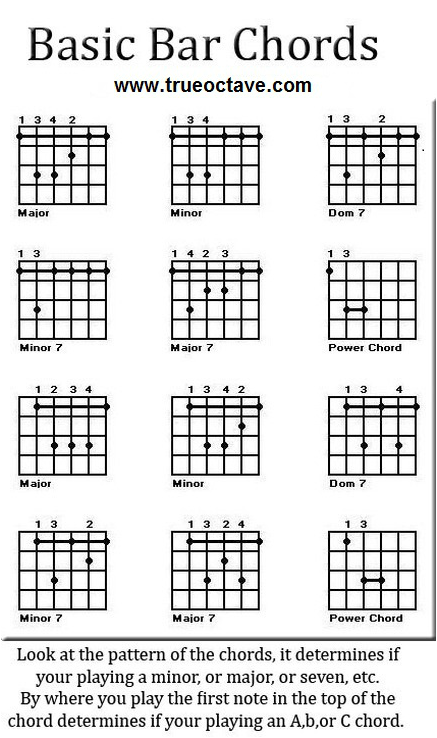 Basic Bar Chords
www.trueoctave.com
1 3 4 2 1 3 4 1 3 2
Major Minor Dom 7
1 3 1 4 2 3 1 3
Minor 7 Major 7 Power Chord
1 2 3 4 1 3 4 2 1 3 4
Major Minor Dom 7
1 3 2 1 3 2 4 1 3
Minor 7 Major 7 Power Chord
Look at the pattern of the chords, it determines if
your playing a minor, or major, or seven, etc.
By where you play the first note in the top of the
chord determines if your playing an A,b,or C chord.